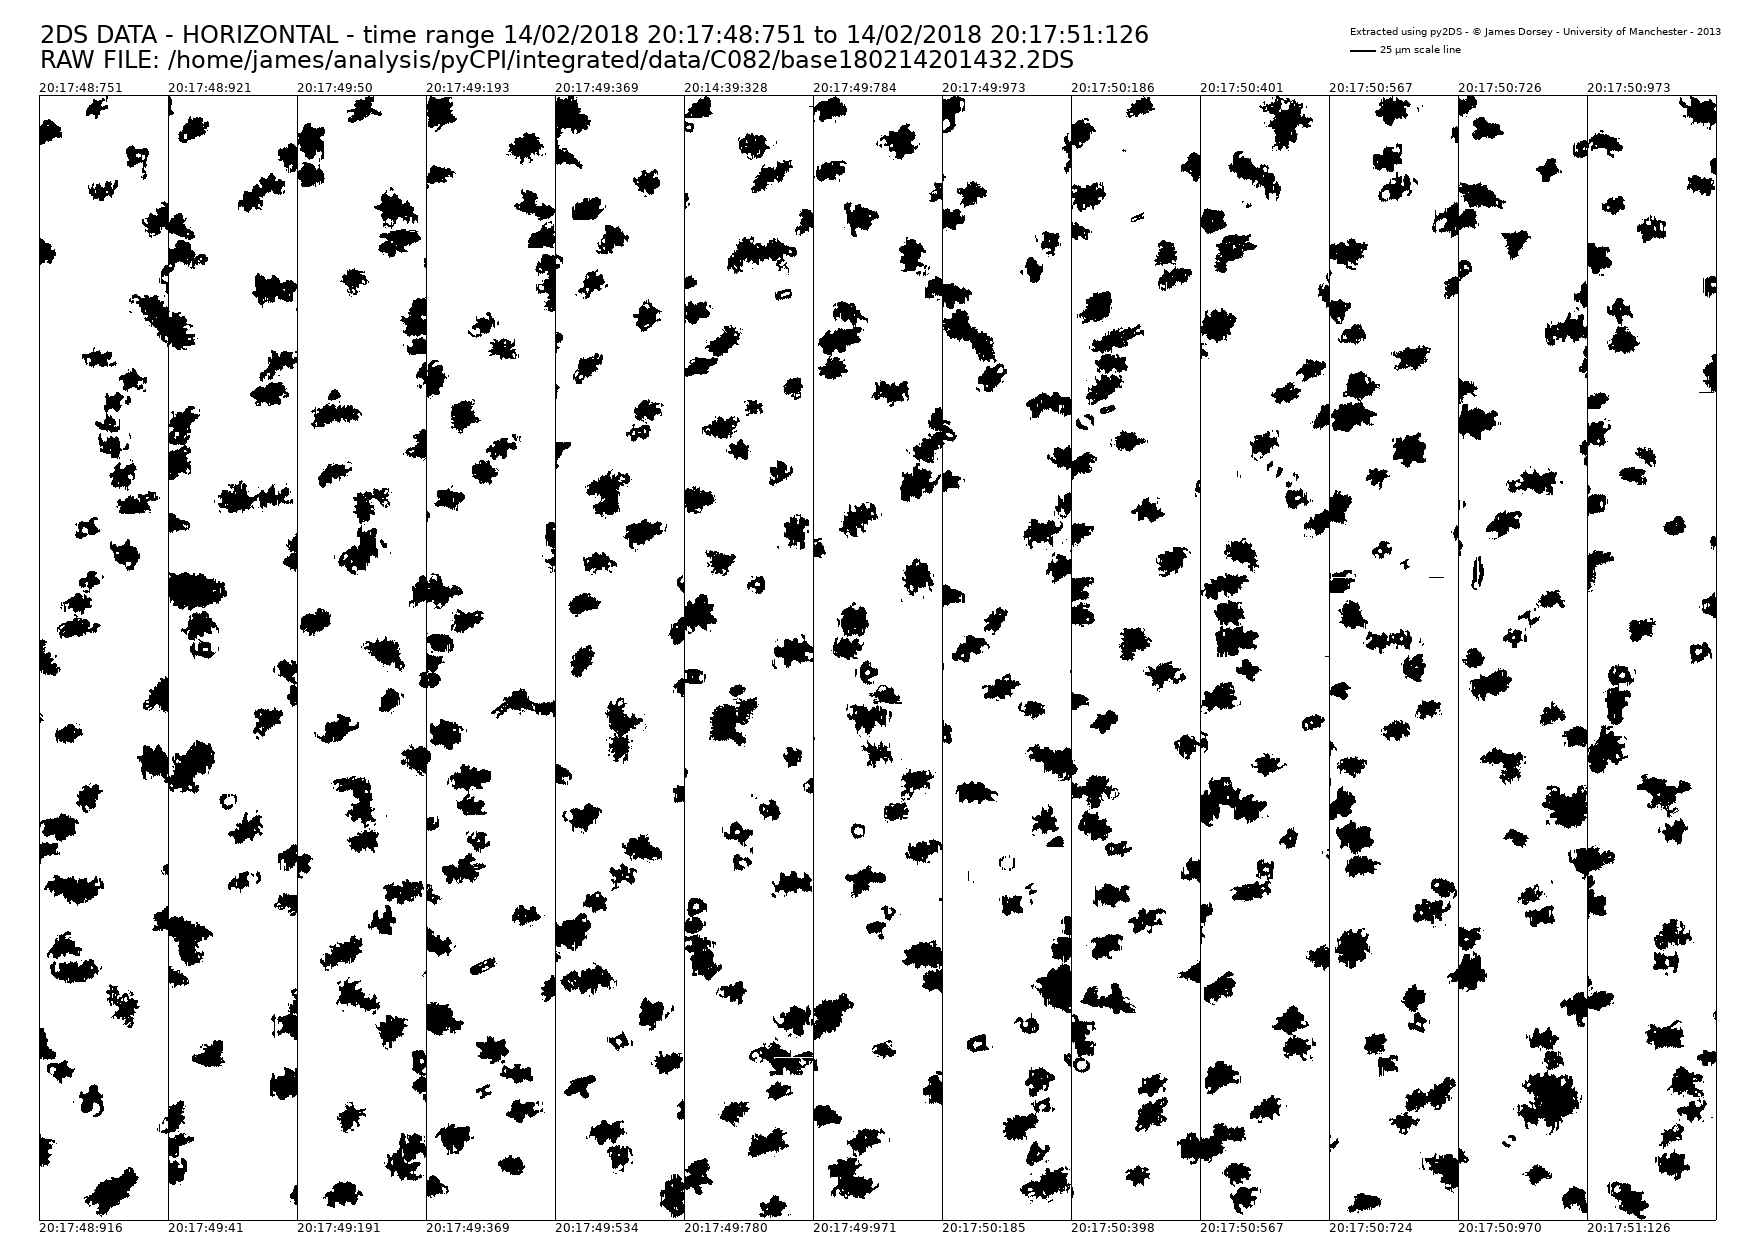 2DS DATA - HORIZONTAL - time range 14/02/2018 20:17:48:751 to 14/02/2018 20:17:51:126
RAW FILE: /home/james/analysis/pyCPI/integrated/data/C082/base180214201432.2DS
Extracted using py2DS - © James Dorsey - University of Manchester - 2013
25 µm scale line
20:17:48:751 20:17:48:921 20:17:49:50 20:17:49:193 20:17:49:369 20:14:39:328 20:17:49:784 20:17:49:973 20:17:50:186 20:17:50:401 20:17:50:567 20:17:50:726 20:17:50:973
20:17:48:916 20:17:49:41 20:17:49:191 20:17:49:369 20:17:49:534 20:17:49:780 20:17:49:971 20:17:50:185 20:17:50:398 20:17:50:567 20:17:50:724 20:17:50:970 20:17:51:126